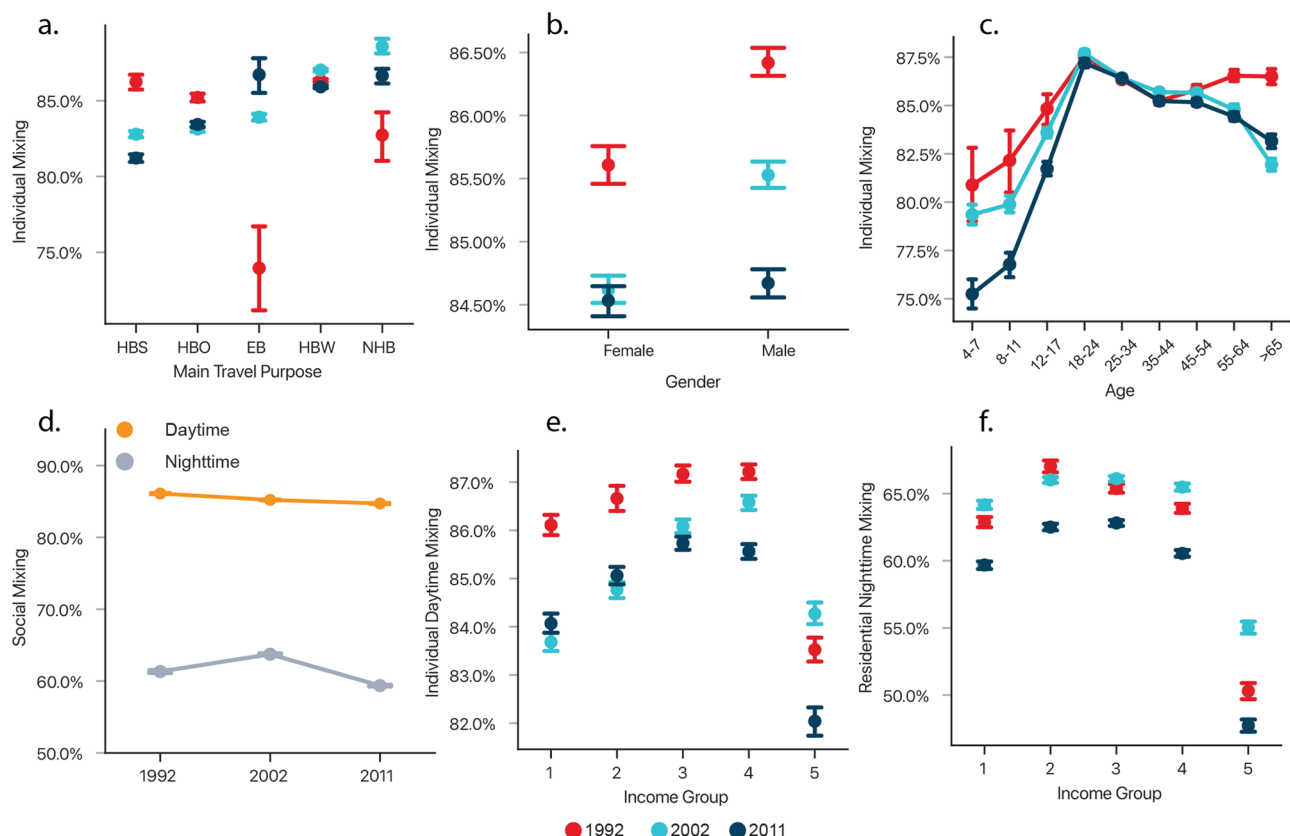 a.
Individual Mixing
85.0%
80.0%
75.0%
HBS HBO EB HBW NHB
Main Travel Purpose
b.
Individual Mixing
86.50%
86.00%
85.50%
85.00%
84.50%
Female Male
Gender
c.
Individual Mixing
87.5%
85.0%
82.5%
80.0%
77.5%
75.0%
4-7 8-11 12-17 18-24 25-34 35-44 45-54 55-64 >65
Age
d.
Daytime
Nighttime
Social Mixing
90.0%
80.0%
70.0%
60.0%
50.0%
1992 2002 2011
e.
Individual Daytime Mixing
87.0%
86.0%
85.0%
84.0%
83.0%
82.0%
1 2 3 4 5
Income Group
f.
Residential Nighttime Mixing
65.0%
60.0%
55.0%
50.0%
1 2 3 4 5
Income Group
1992 2002 2011